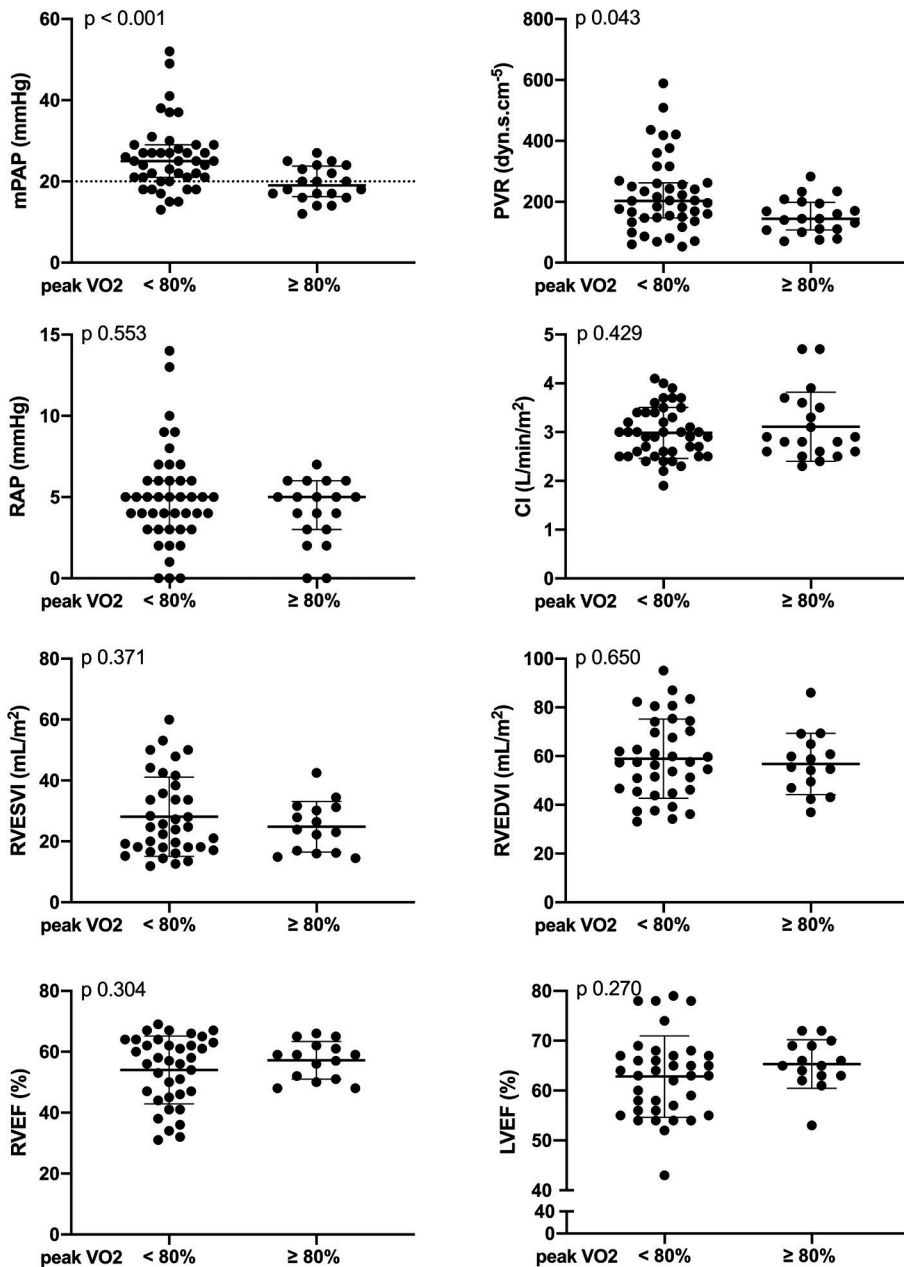 p < 0.001
mPAP (mmHg)
60
40
20
0
peak VO2 < 80% ≥ 80%
p 0.043
PVR (dyn.s.cm-5)
800
600
400
200
0
peak VO2 < 80% ≥ 80%
p 0.553
RAP (mmHg)
15
10
5
0
peak VO2 < 80% ≥ 80%
p 0.429
CI (L/min/m²)
5
4
3
2
1
0
peak VO2 < 80% ≥ 80%
p 0.371
RVESVI (mL/m²)
80
60
40
20
0
peak VO2 < 80% ≥ 80%
p 0.650
RVEDVI (mL/m²)
100
80
60
40
20
0
peak VO2 < 80% ≥ 80%
p 0.304
RVEF (%)
80
60
40
20
0
peak VO2 < 80% ≥ 80%
p 0.270
LVEF (%)
80
70
60
50
40
40
0
peak VO2 < 80% ≥ 80%